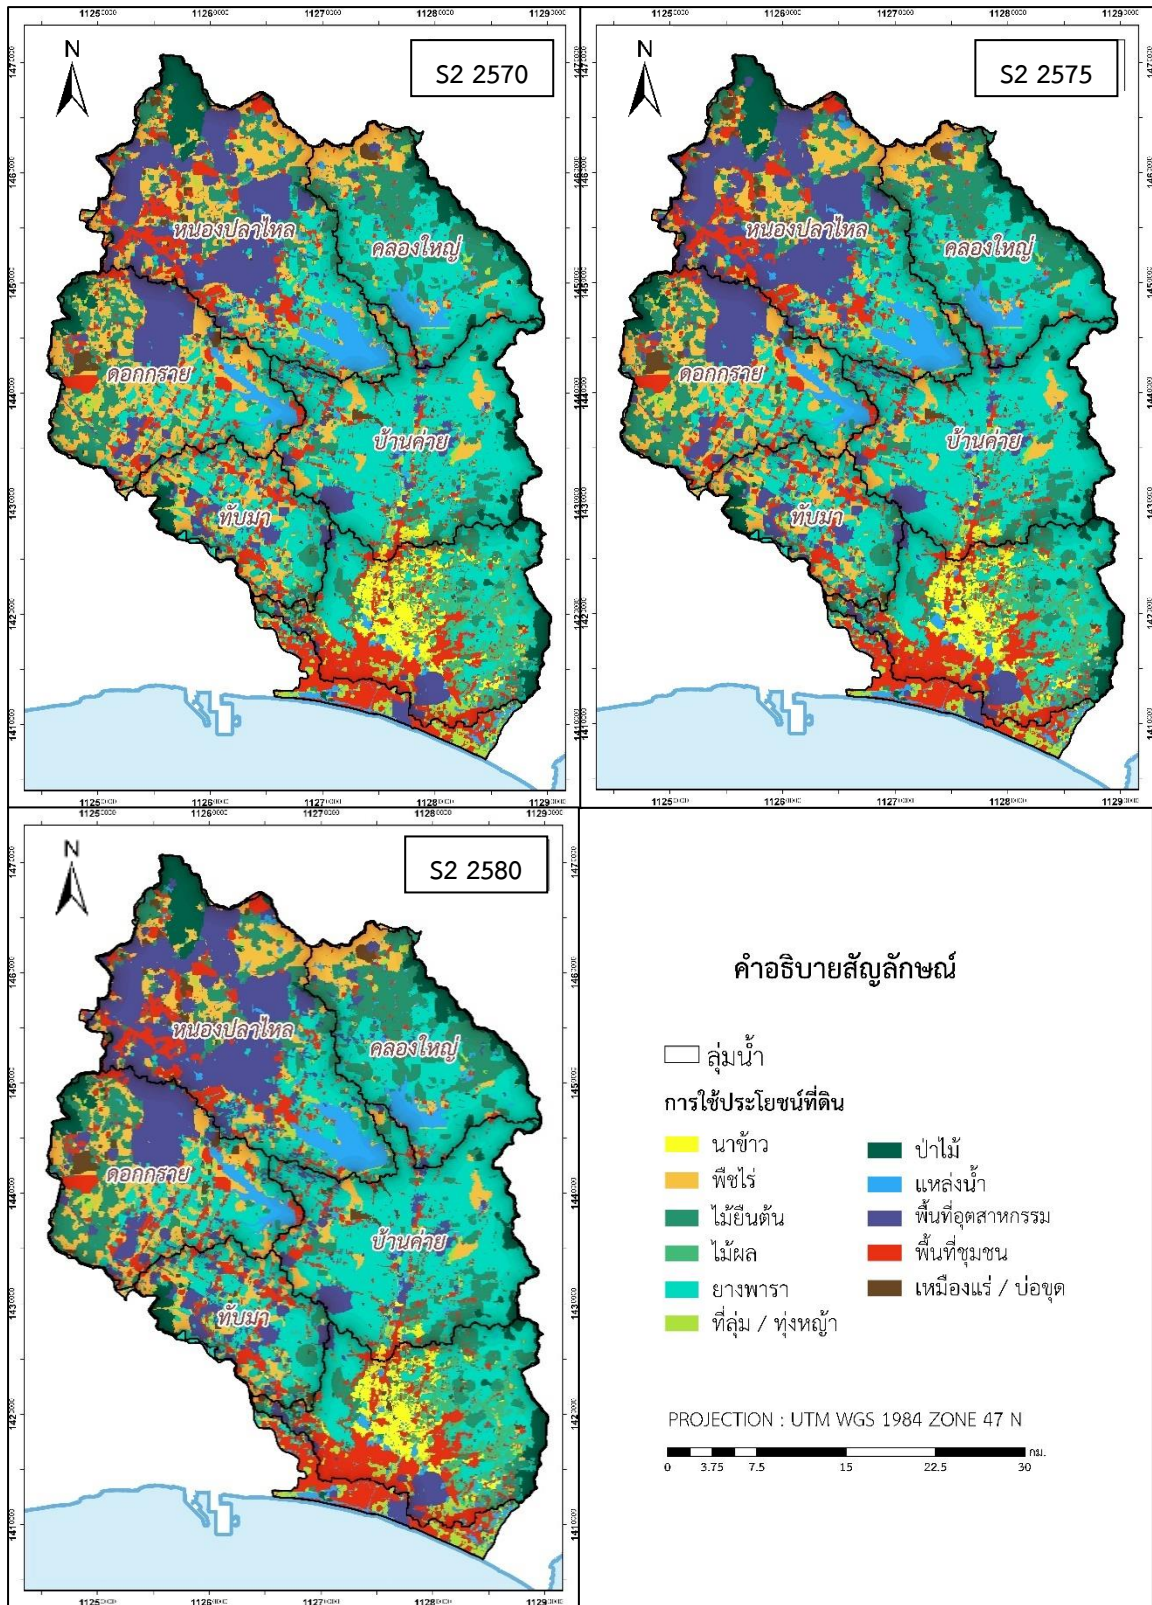 S2 2570
N
หนองปลาไหล
คลองใหญ่
ดอกกราย
บ้านค่าย
ทับมา
S2 2575
N
หนองปลาไหล
คลองใหญ่
ดอกกราย
บ้านค่าย
ทับมา
S2 2580
N
หนองปลาไหล
คลองใหญ่
ดอกกราย
บ้านค่าย
ทับมา
คำอธิบายสัญลักษณ์
ลุ่มน้ำ
การใช้ประโยชน์ที่ดิน
นาข้าว
พืชไร่
ไม้ยืนต้น
ไม้ผล
ยางพารา
ที่ลุ่ม / ทุ่งหญ้า
ป่าไม้
แหล่งน้ำ
พื้นที่อุตสาหกรรม
พื้นที่ชุมชน
เหมืองแร่ / บ่อขุด
PROJECTION : UTM WGS 1984 ZONE 47 N
กม.
0 3.75 7.5 15 22.5 30